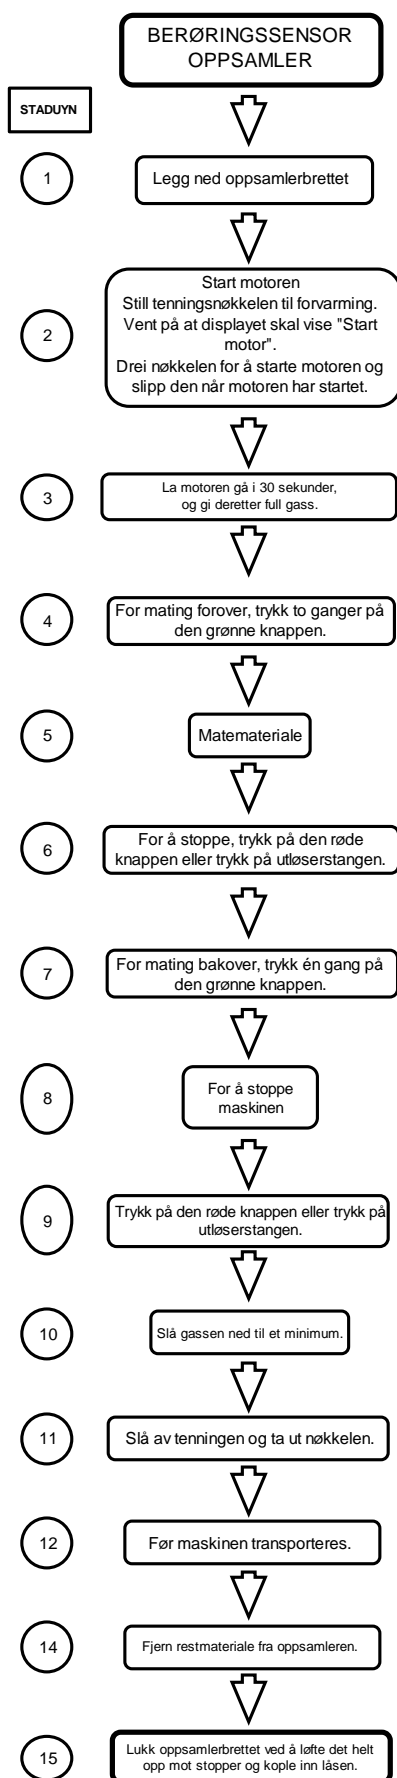 BERØRINGSSENSOR
OPPSAMLER
STADUYN
1
Legg ned oppsamlerbrettet
2
Start motoren
Still tenningsnøkkelen til forvarming.
Vent på at displayet skal vise "Start
motor".
Drei nøkkelen for å starte motoren og
slipp den når motoren har startet.
3
La motoren gå i 30 sekunder,
og gi deretter full gass.
4
For mating forover, trykk to ganger på
den grønne knappen.
5
Matemateriale
6
For å stoppe, trykk på den røde
knappen eller trykk på utløserstangen.
7
For mating bakover, trykk én gang på
den grønne knappen.
8
For å stoppe
maskinen
9
Trykk på den røde knappen eller trykk på
utløserstangen.
10
Slå gassen ned til et minimum.
11
Slå av tenningen og ta ut nøkkelen.
12
Før maskinen transporteres.
14
Fjern restmateriale fra oppsamleren.
15
Lukk oppsamlerbrettet ved å løfte det helt
opp mot stopper og kople inn låsen.